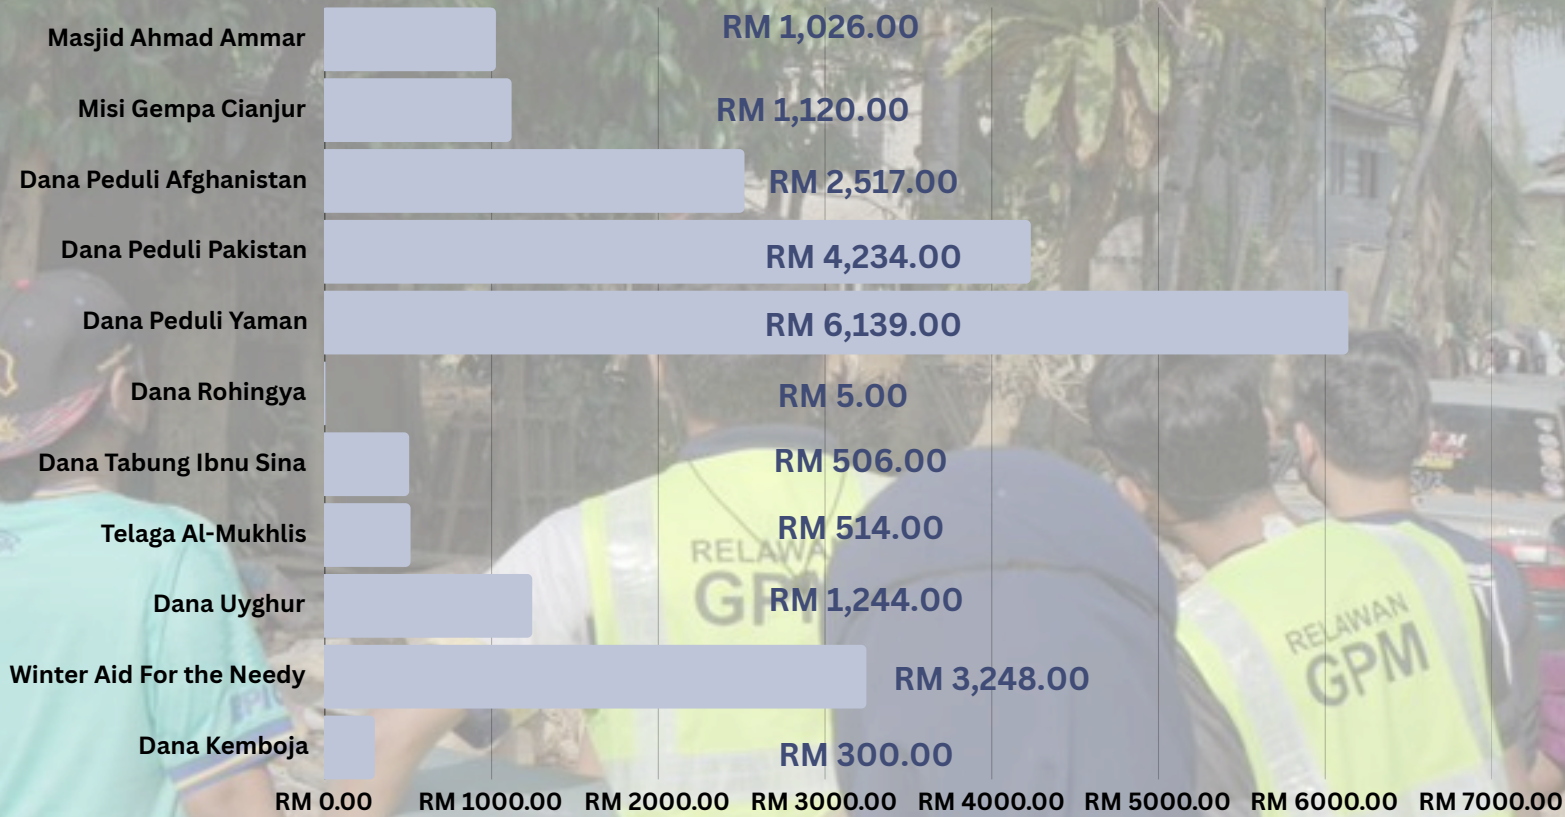 Masjid Ahmad Ammar RM 1,026.00
Misi Gempa Cianjur RM 1,120.00
Dana Peduli Afghanistan RM 2,517.00
Dana Peduli Pakistan RM 4,234.00
Dana Peduli Yaman RM 6,139.00
Dana Rohingya RM 5.00
Dana Tabung Ibnu Sina RM 506.00
Telaga Al-Mukhlis RM 514.00
RELAWA
GPM
Dana Uyghur RM 1,244.00
RELAWAN
GPM
Winter Aid For the Needy RM 3,248.00
Dana Kemboja RM 300.00
RM 0.00 RM 1000.00 RM 2000.00 RM 3000.00 RM 4000.00 RM 5000.00 RM 6000.00 RM 7000.00